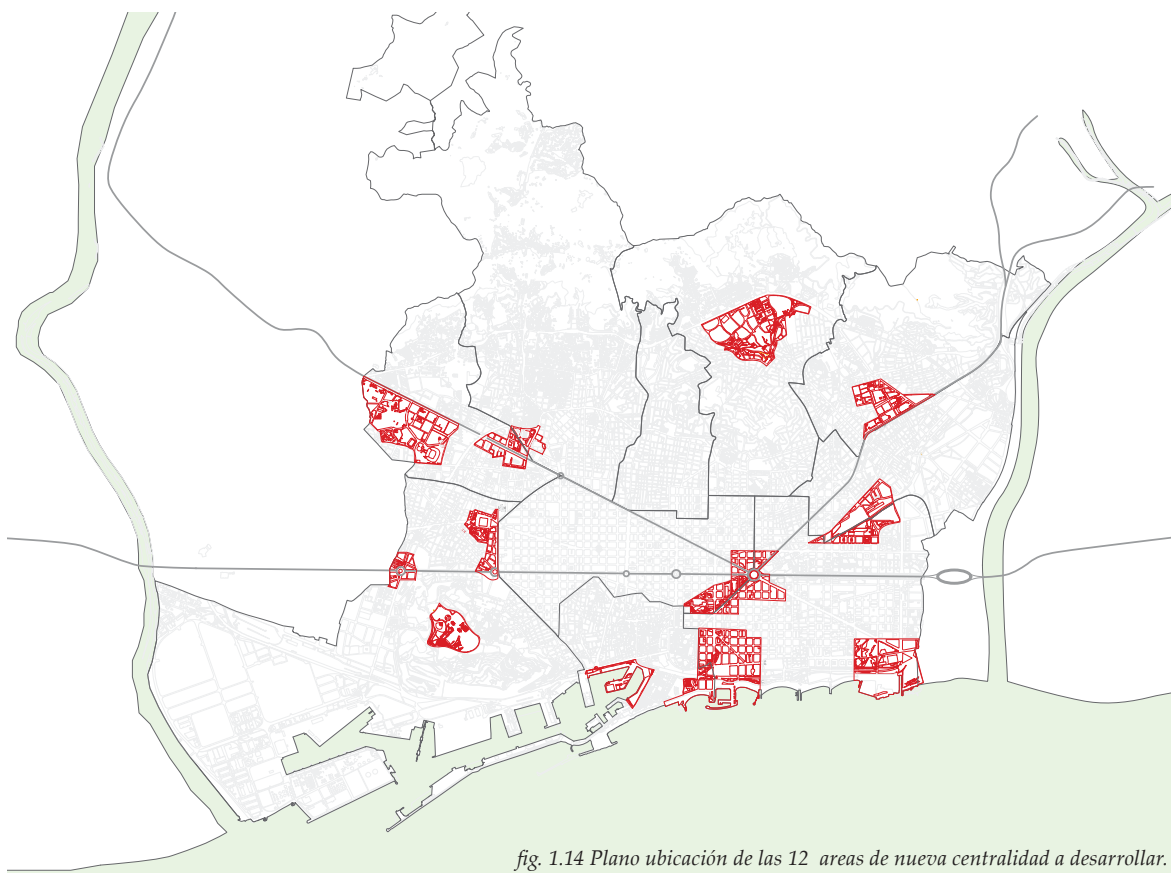 fig. 1.14 Plano ubicación de las 12 areas de nueva centralidad a desarrollar.